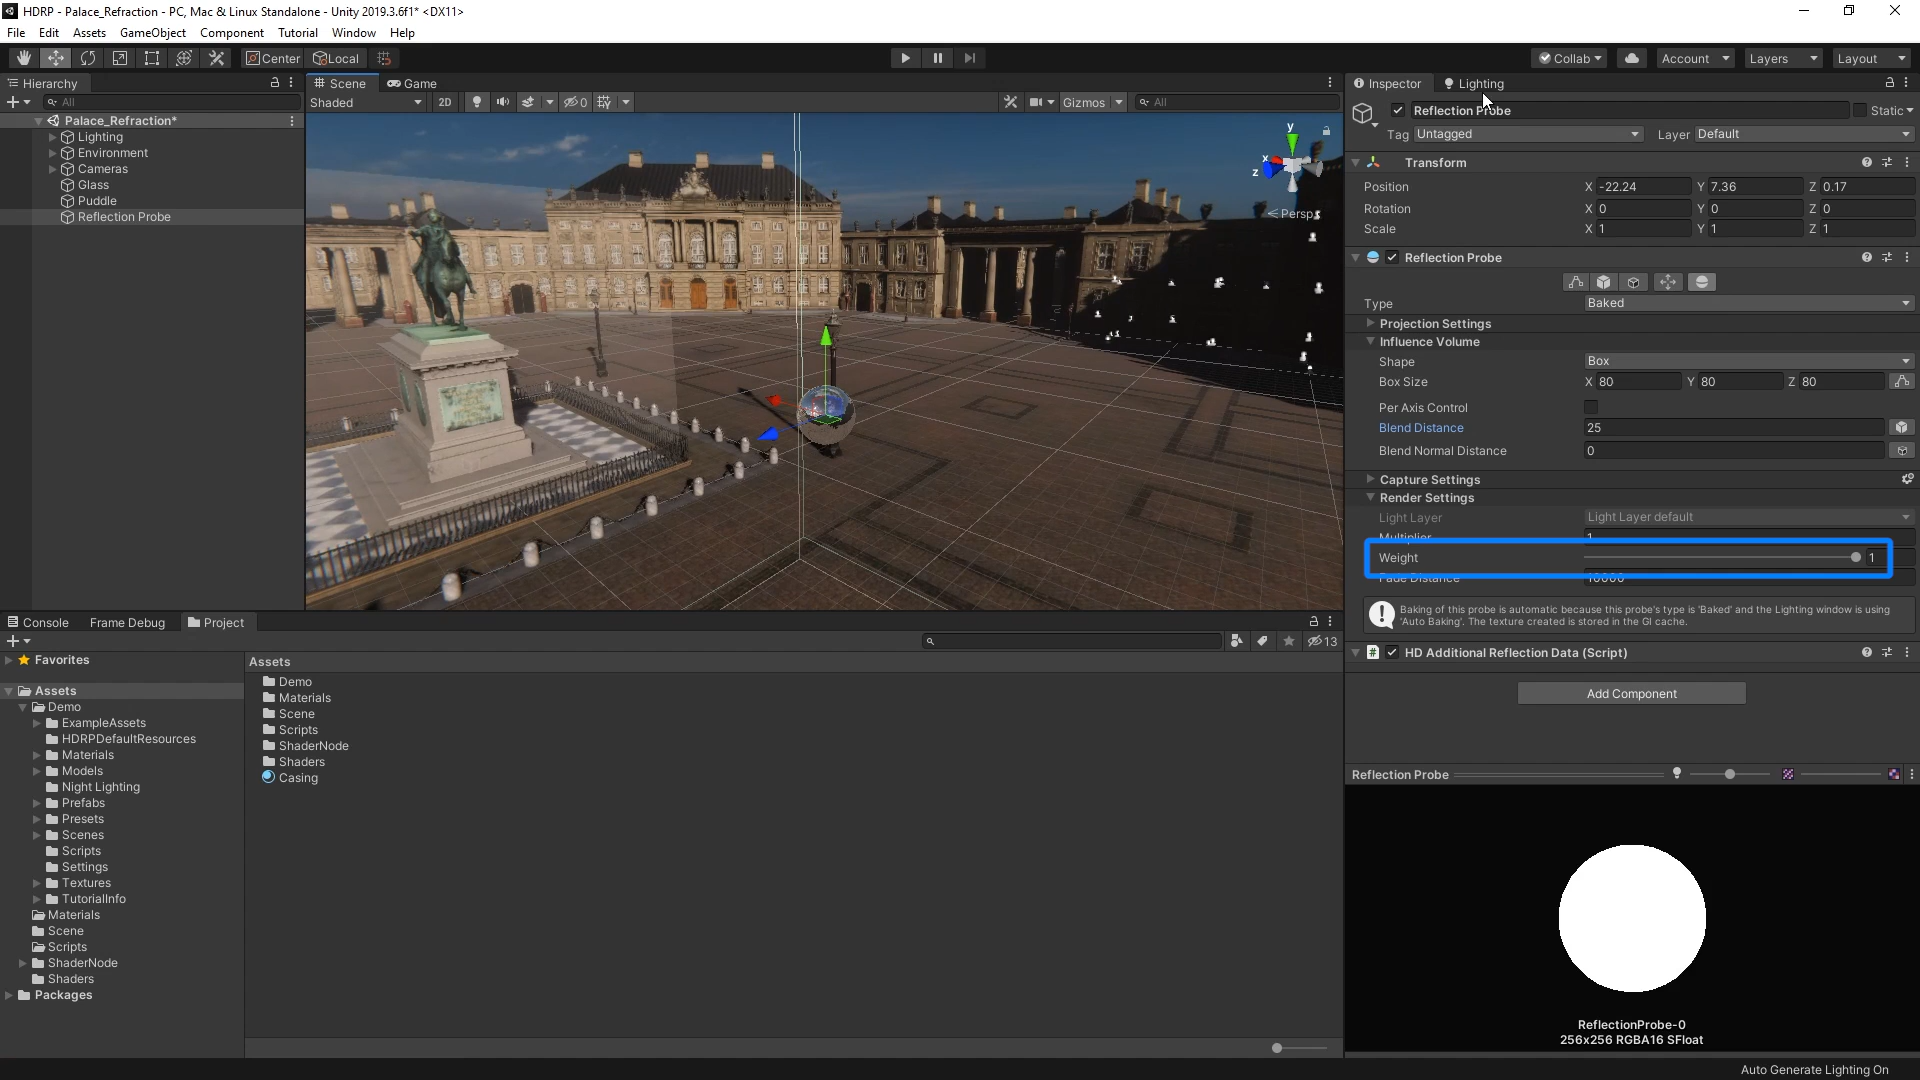 HDRP - Palace_Refraction - PC, Mac & Linux Standalone - Unity 2019.3.6f1* <DX11>
File Edit Assets GameObject Component Tutorial Window Help
Center Local Collab Account Layers Layout
Hierarchy
All
Palace_Refraction*
Lighting
Environment
Cameras
Glass
Puddle
Reflection Probe
Scene Game
Shaded 2D 0 Gizmos All
y
x
z
Persp
Inspector Lighting
Reflection Probe Static
Tag Untagged Layer Default
Transform
Position X -22.24 Y 7.36 Z 0.17
Rotation X 0 Y 0 Z 0
Scale X 1 Y 1 Z 1
Reflection Probe
Type Baked
Projection Settings
Influence Volume
Shape Box
Box Size X 80 Y 80 Z 80
Per Axis Control
Blend Distance 25
Blend Normal Distance 0
Capture Settings
Render Settings
Light Layer Light Layer default
Multiplier 1
Weight 1
Fade Distance 10000
Baking of this probe is automatic because this probe's type is 'Baked' and the Lighting window is using
'Auto Baking'. The texture created is stored in the GI cache.
HD Additional Reflection Data (Script)
Add Component
Reflection Probe
ReflectionProbe-0
256x256 RGBA16 SFloat
Console Frame Debug Project
13
Favorites
Assets
Demo
ExampleAssets
HDRPDefaultResources
Materials
Models
Night Lighting
Prefabs
Presets
Scenes
Scripts
Settings
Textures
TutorialInfo
Materials
Scene
Scripts
ShaderNode
Shaders
Packages
Assets
Demo
Materials
Scene
Scripts
ShaderNode
Shaders
Casing
Auto Generate Lighting On